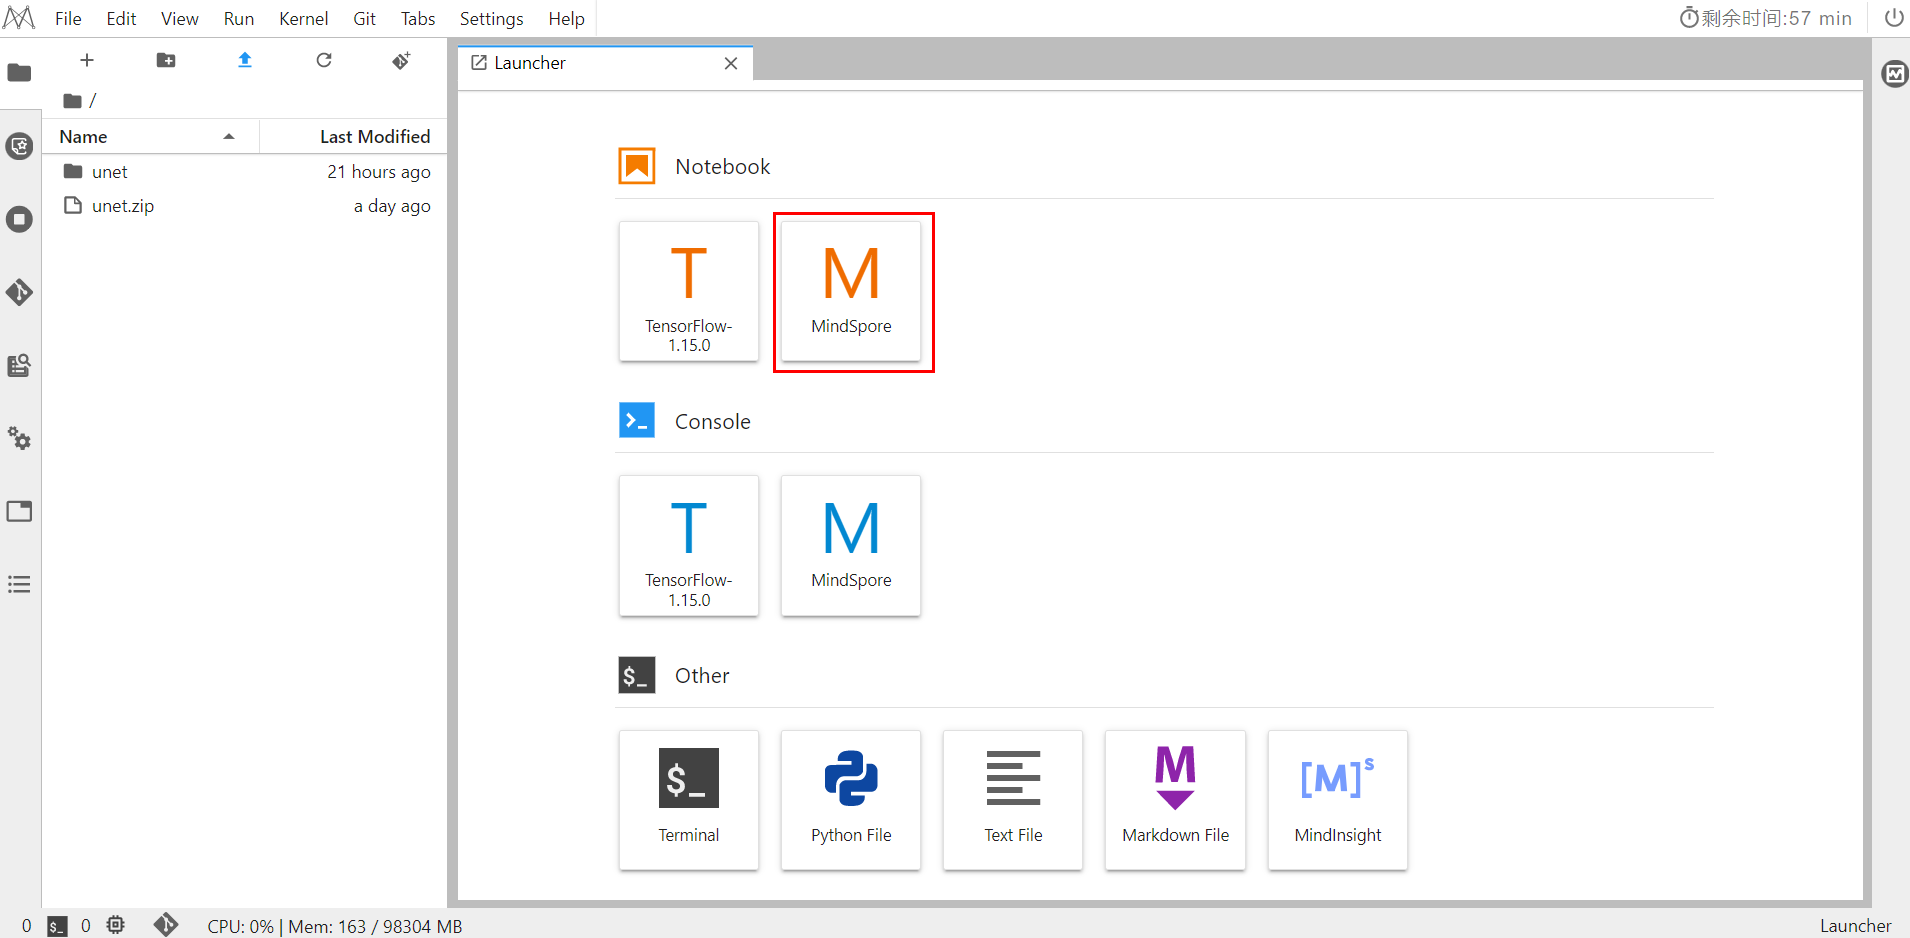 File Edit View Run Kernel Git Tabs Settings Help
剩余时间:57 min
Launcher
/
Name Last Modified
unet 21 hours ago
unet.zip a day ago
Notebook
T
TensorFlow-
1.15.0
M
MindSpore
Console
T
TensorFlow-
1.15.0
M
MindSpore
$_ Other
$_
Terminal
Python File
Text File
M
Markdown File
[M]s
MindInsight
0 $_ 0 CPU: 0% | Mem: 163 / 98304 MB Launcher